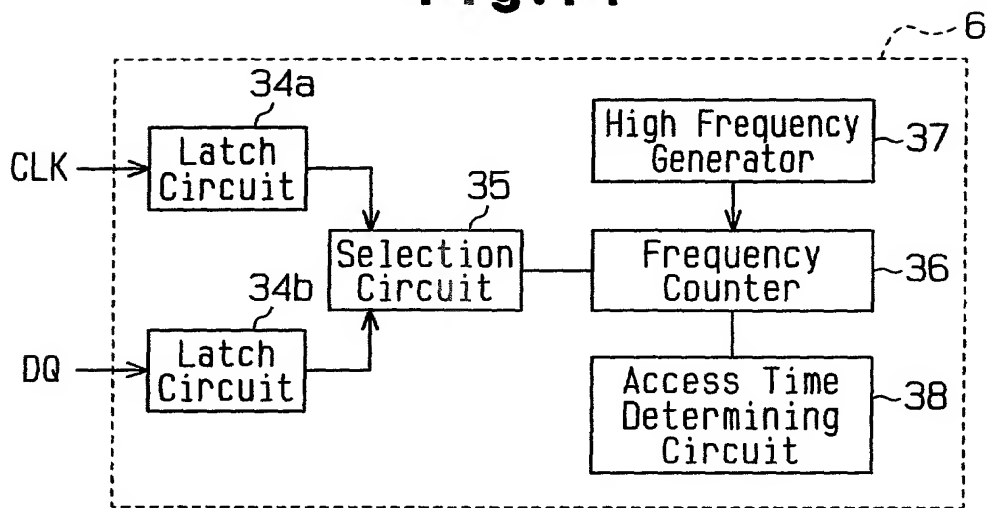 6
34a
CLK
Latch
Circuit
High Frequency
Generator
37
35
Selection
Circuit
Frequency
Counter
36
34b
DQ
Latch
Circuit
Access Time
Determining
Circuit
38